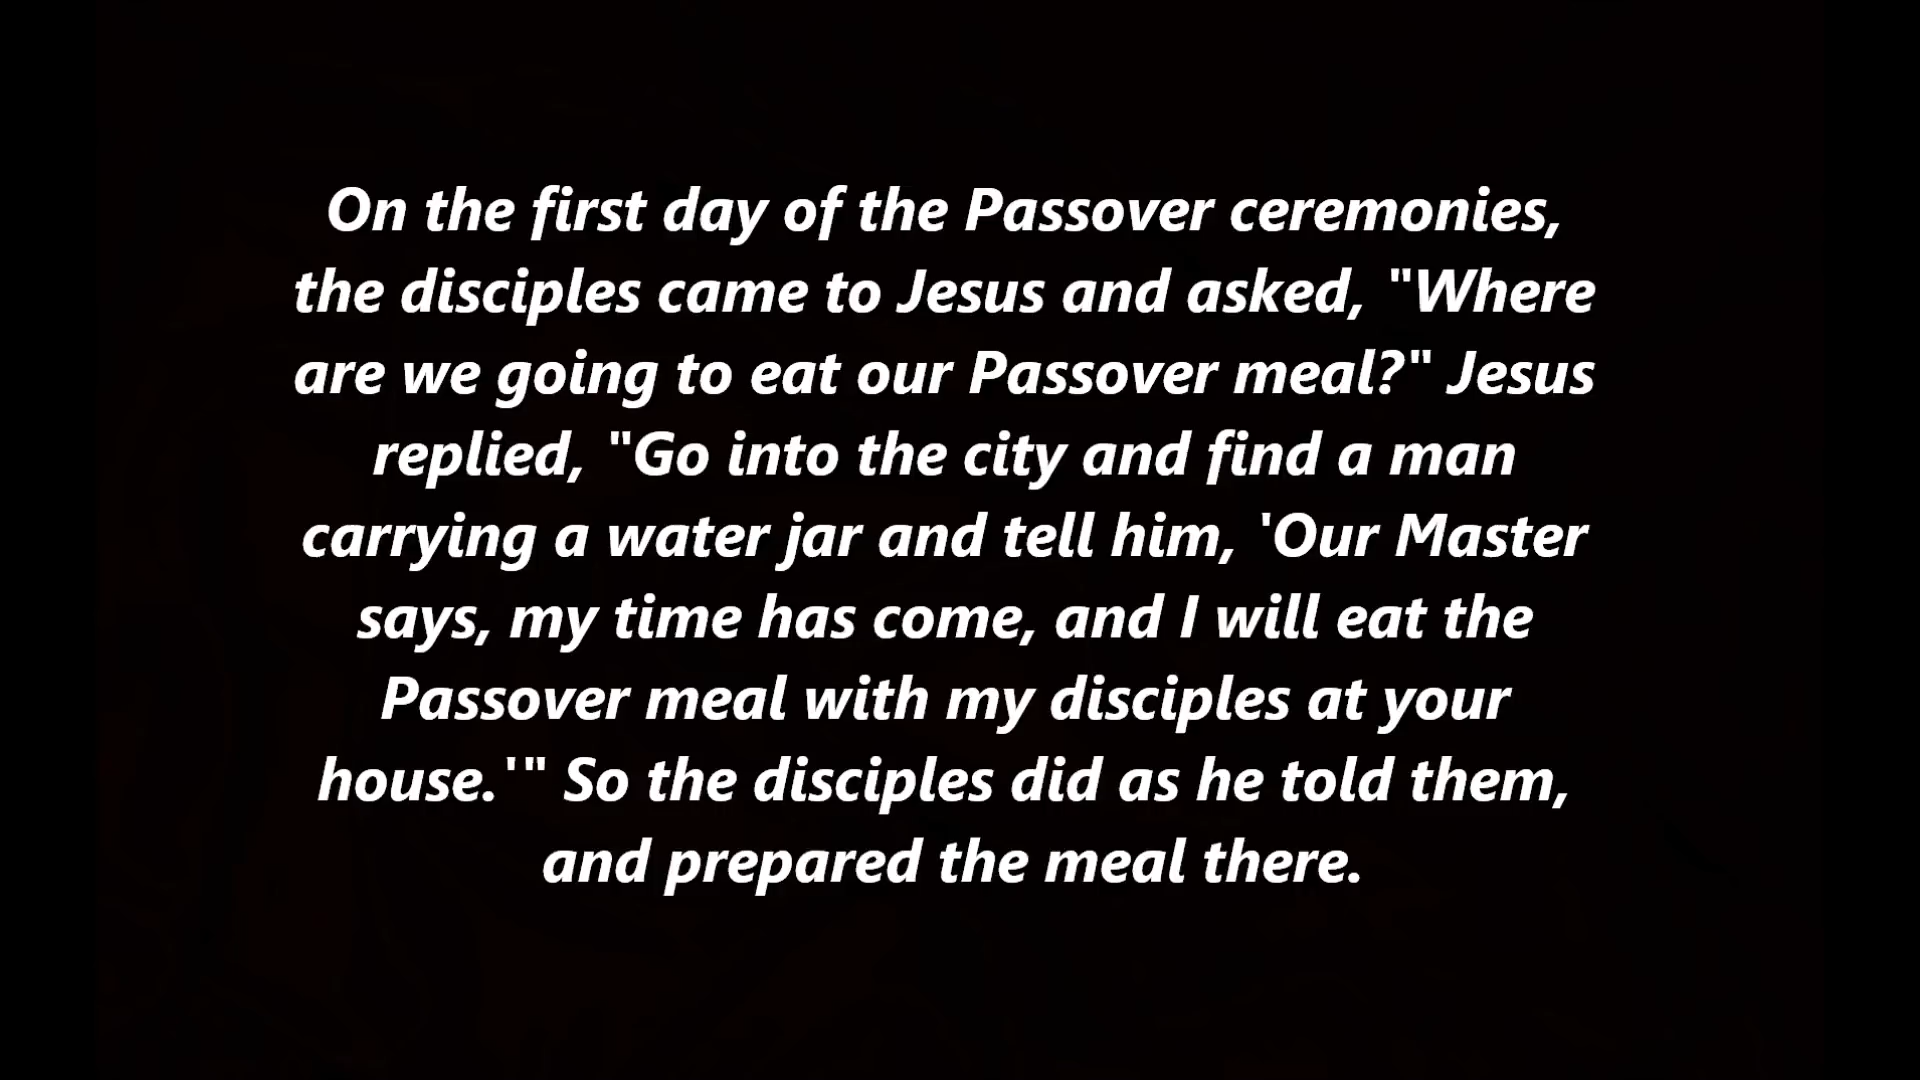 On the first day of the Passover ceremonies,
the disciples came to Jesus and asked, "Where
are we going to eat our Passover meal?" Jesus
replied, "Go into the city and find a man
carrying a water jar and tell him, 'Our Master
says, my time has come, and I will eat the
Passover meal with my disciples at your
house.'" So the disciples did as he told them,
and prepared the meal there.